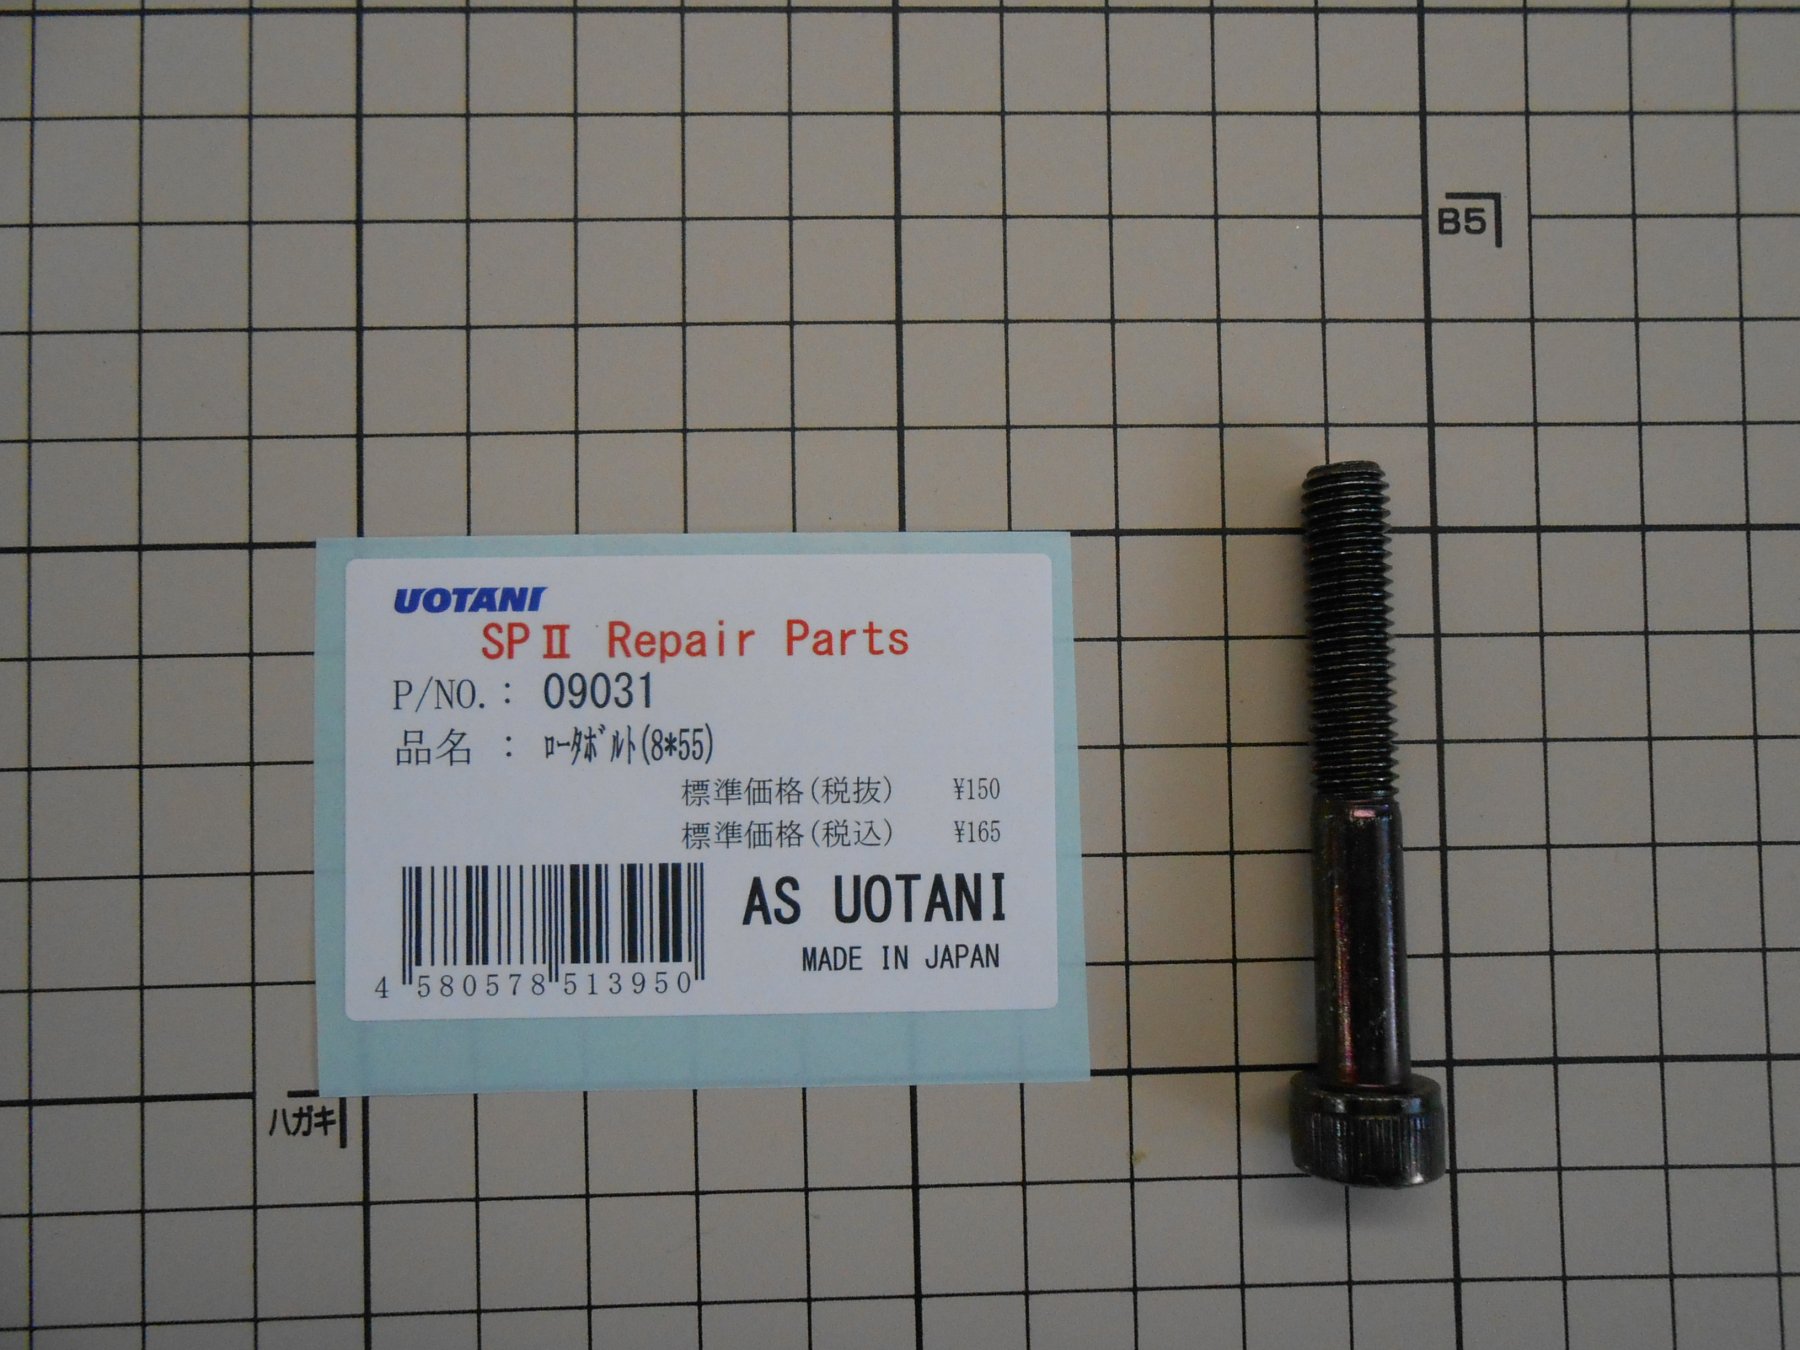 B5
UOTANI
SPⅡ Repair Parts
P/NO.: 09031
品名 : ﾛｰﾀﾎﾞﾙﾄ(8*55)
標準価格(税抜) ¥150
標準価格(税込) ¥165
AS UOTANI
MADE IN JAPAN
4 580578 513950
ハガキ